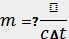 m = ? ⍰ / cΔt